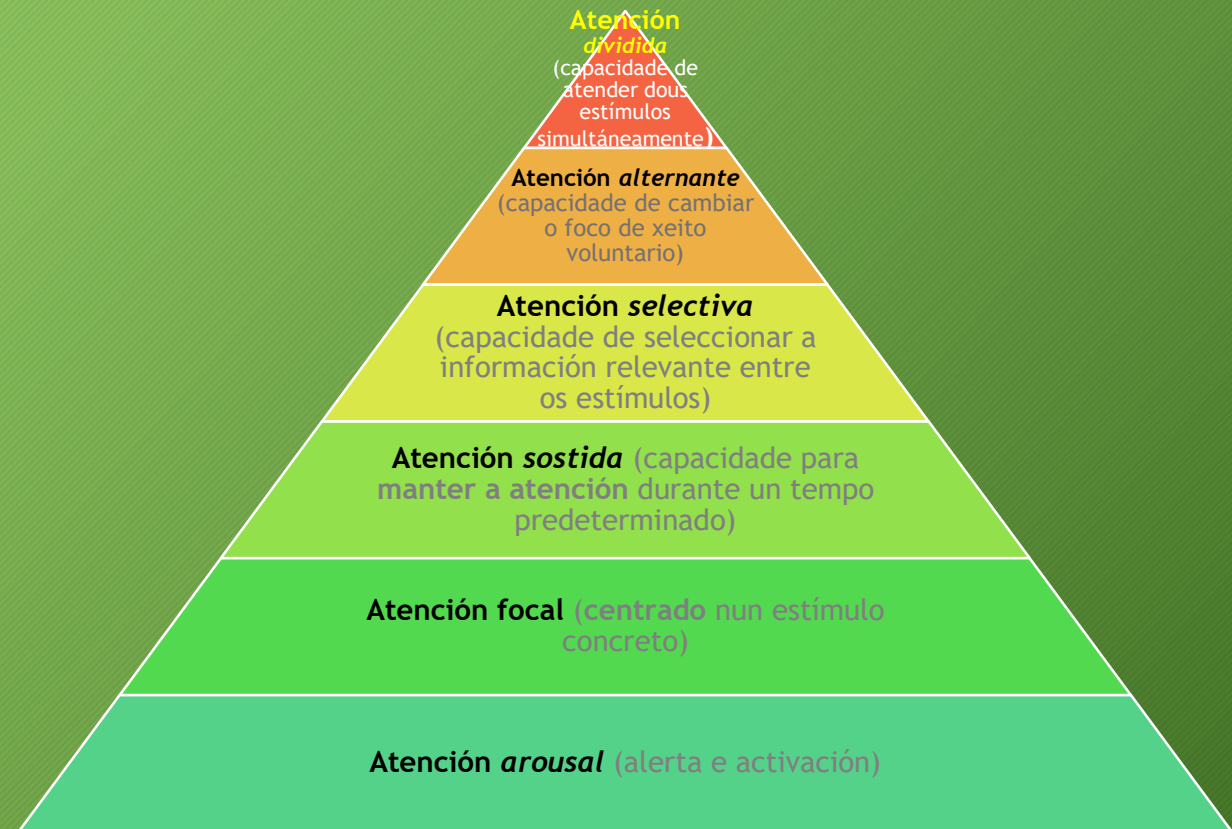 Atención
dividida
(capacidade de
atender dous
estímulos
simultáneamente)
Atención alternante
(capacidade de cambiar
o foco de xeito
voluntario)
Atención selectiva
(capacidade de seleccionar a
información relevante entre
os estímulos)
Atención sostida (capacidade para
manter a atención durante un tempo
predeterminado)
Atención focal (centrado nun estímulo
concreto)
Atención arousal (alerta e activación)